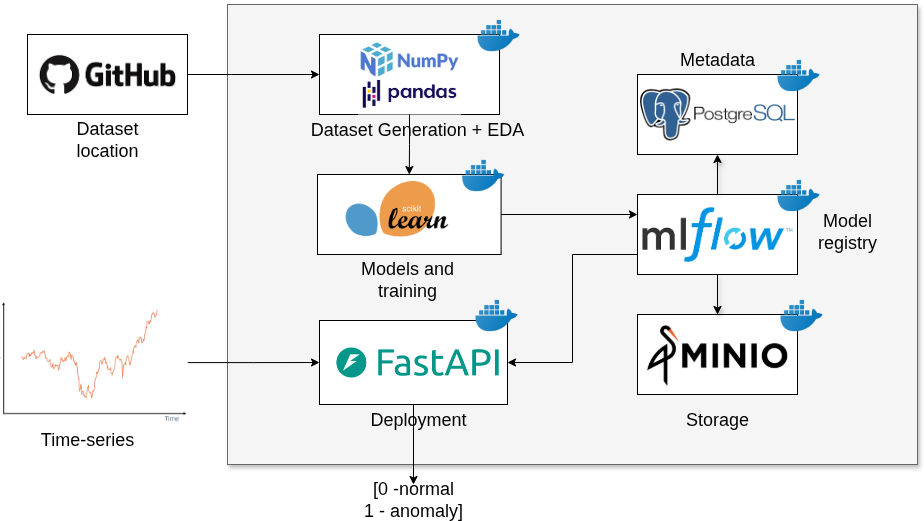 GitHub
Dataset
location
NumPy
pandas
Dataset Generation + EDA
scikit
learn
Models and
training
Metadata
PostgreSQL
mlflow™
Model
registry
MINIO
Storage
Time
Time-series
FastAPI
Deployment
[0 -normal
1 - anomaly]